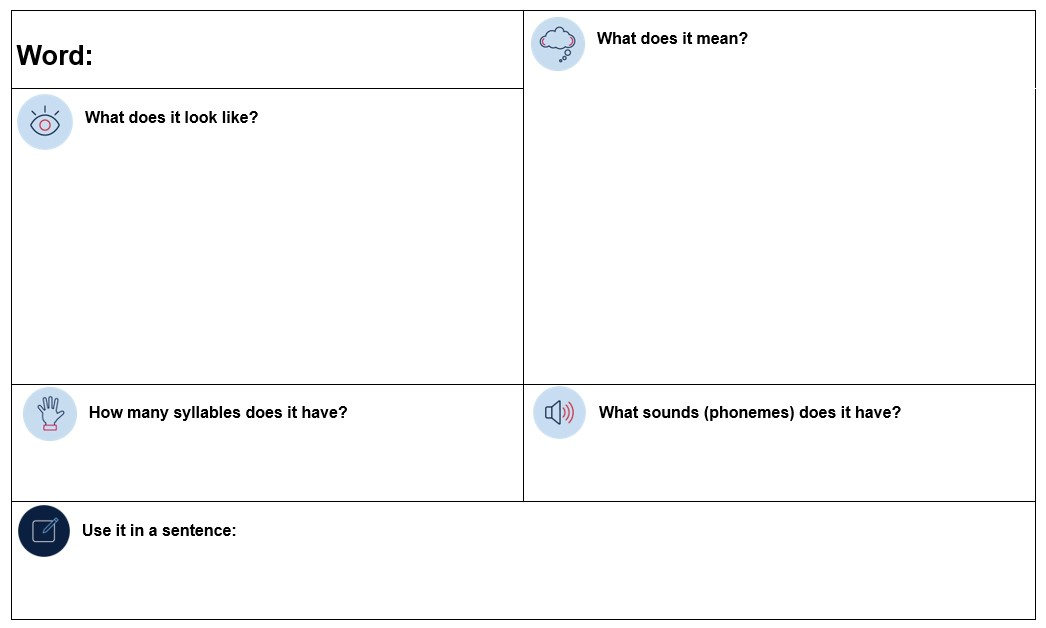 Word:
What does it mean?
What does it look like?
How many syllables does it have?
What sounds (phonemes) does it have?
Use it in a sentence: